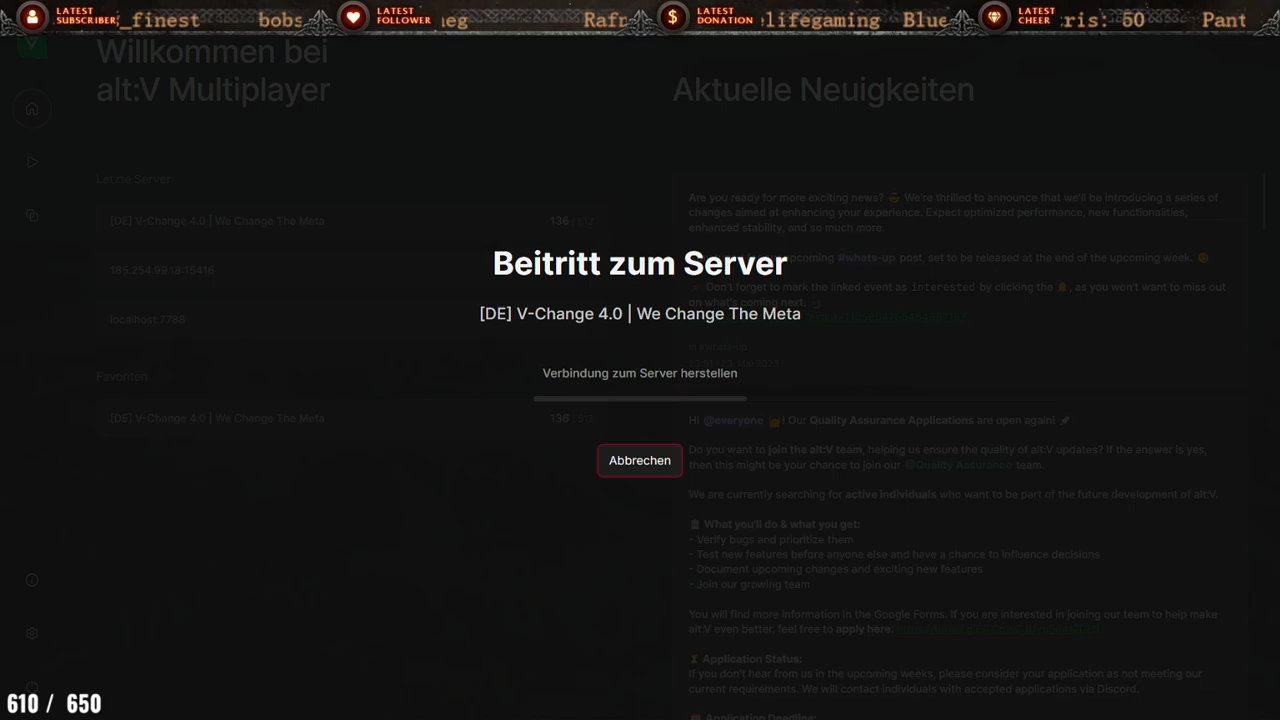 LATEST
SUBSCRIBER
_finest
bobs
LATEST
FOLLOWER
neg
Rafr
LATEST
DONATION
lifegaming
Blue
LATEST
CHEER
ris: 50
Pant
Willkommen bei
alt:V Multiplayer
Letzte Server
[DE] V-Change 4.0 | We Change The Meta
136
185.254.99.18:15416
localhost:7788
Favoriten
[DE] V-Change 4.0 | We Change The Meta
136
Aktuelle Neuigkeiten
Are you ready for more exciting news? We're thrilled to announce that we'll be introducing a series of
changes aimed at enhancing your experience. Expect optimized performance, new functionalities,
enhanced stability, and so much more.
upcoming #whats-up post, set to be released at the end of the upcoming week.
Don't forget to mark the linked event as interested by clicking the 🔔, as you won't want to miss out
on what's coming next.
Hi @everyone ! Our Quality Assurance Applications are open again! 🚀
Do you want to join the alt:V team, helping us ensure the quality of alt:V updates? If the answer is yes,
then this might be your chance to join our @Quality Assurance team.
We are currently searching for active individuals who want to be part of the future development of alt:V.
What you'll do & what you get:
- Verify bugs and prioritize them
- Test new features before anyone else and have a chance to influence decisions
- Document upcoming changes and exciting new features
- Join our growing team
You will find more information in the Google Forms. If you are interested in joining our team to help make
alt:V even better, feel free to apply here:
Application Status:
If you don't hear from us in the upcoming weeks, please consider your application as not meeting our
current requirements. We will contact individuals with accepted applications via Discord.
Application Deadline:
Beitritt zum Server
[DE] V-Change 4.0 | We Change The Meta
Verbindung zum Server herstellen
Abbrechen
610 / 650